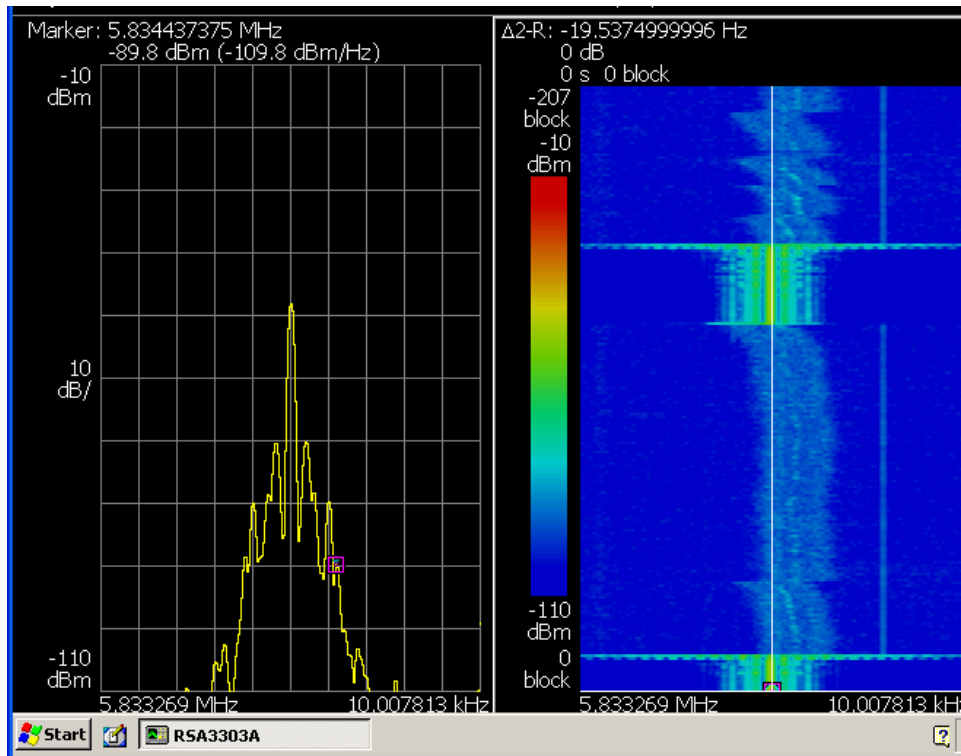 Marker: 5.834437375 MHz
-89.8 dBm (-109.8 dBm/Hz)
-10
dBm
10
dB/
-110
dBm
5.833269 MHz
10.007813 kHz
Δ2-R: -19.5374999996 Hz
0 dB
0 s 0 block
-207
block
-10
dBm
-110
dBm
0
block
5.833269 MHz
10.007813 kHz
Start
RSA3303A